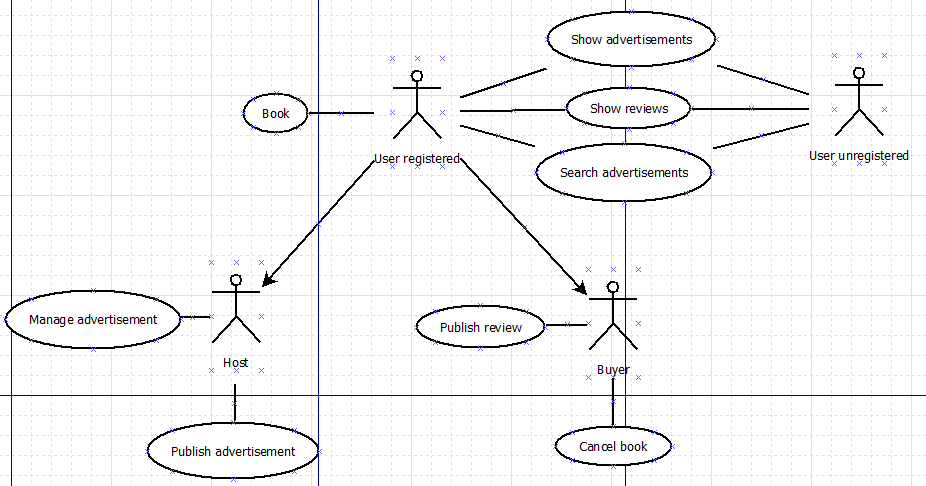 Show advertisements
Book
Show reviews
User registered
User unregistered
Search advertisements
Manage advertisement
Publish review
Host
Buyer
Publish advertisement
Cancel book